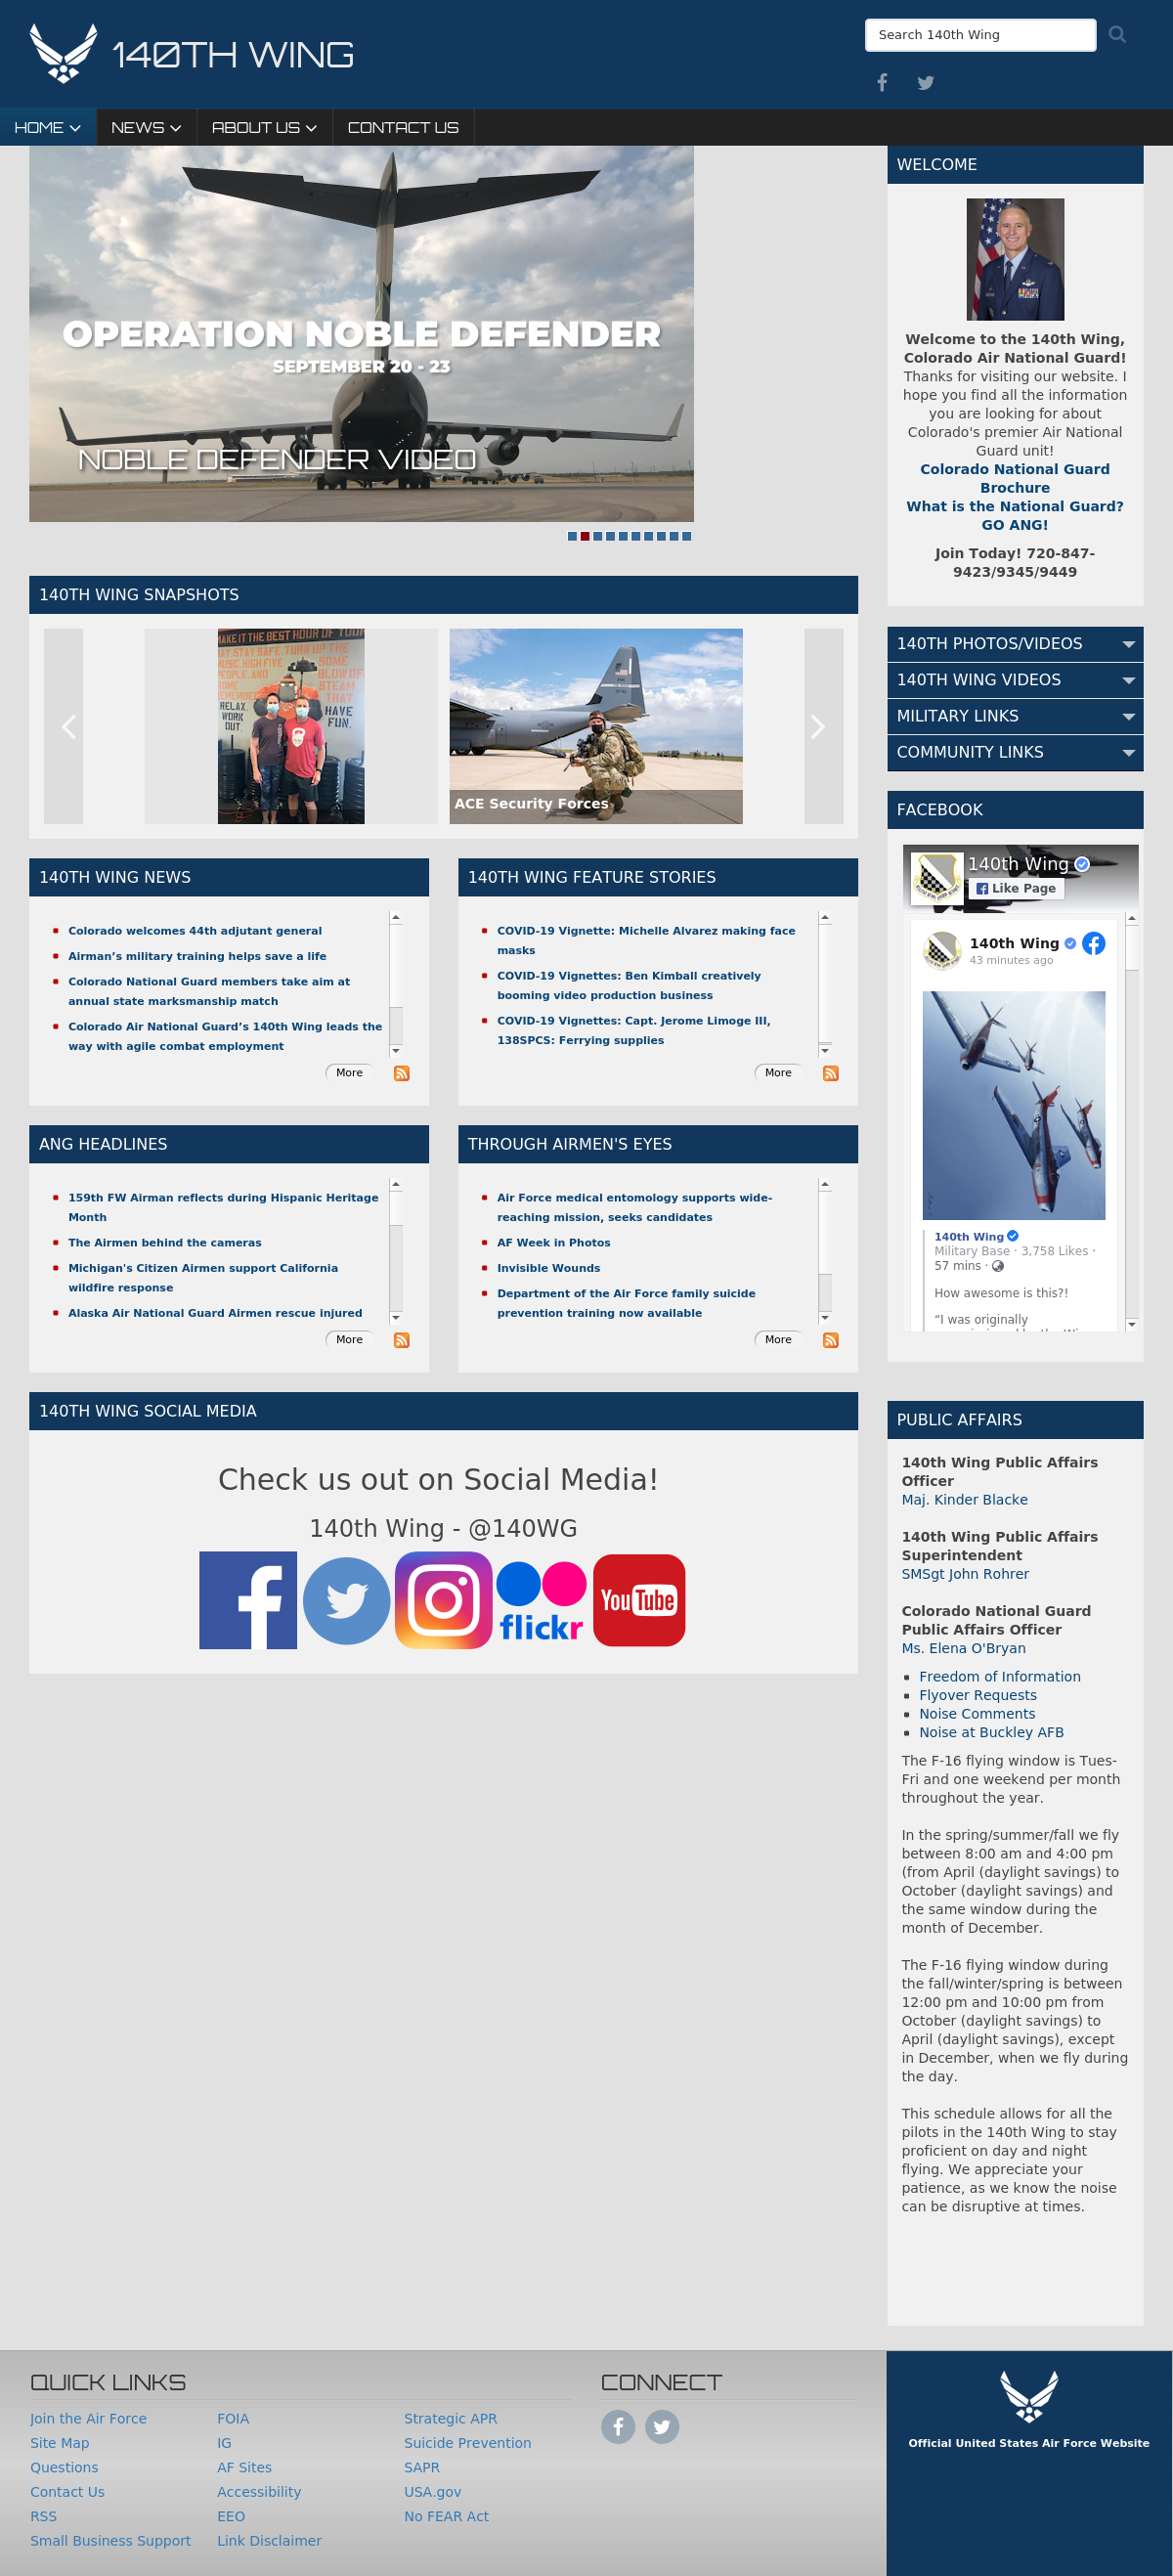 140TH WING
Search 140th Wing
HOME
NEWS
ABOUT US
CONTACT US
OPERATION NOBLE DEFENDER
SEPTEMBER 20 - 23
NOBLE DEFENDER VIDEO
140TH WING SNAPSHOTS
MAKE IT THE BEST HOUR OF YOUR
DAY. STAY SAFE. TURN UP THE
MUSIC. HIGH FIVE
BLOW OFF
STEAM
RELAX.
WORK
OUT.
THAT
HAVE
FUN.
ACE Security Forces
140TH WING NEWS
Colorado welcomes 44th adjutant general
Airman’s military training helps save a life
Colorado National Guard members take aim at
annual state marksmanship match
Colorado Air National Guard’s 140th Wing leads the
way with agile combat employment
More
140TH WING FEATURE STORIES
COVID-19 Vignette: Michelle Alvarez making face
masks
COVID-19 Vignettes: Ben Kimball creatively
booming video production business
COVID-19 Vignettes: Capt. Jerome Limoge III,
138SPCS: Ferrying supplies
More
ANG HEADLINES
159th FW Airman reflects during Hispanic Heritage
Month
The Airmen behind the cameras
Michigan's Citizen Airmen support California
wildfire response
Alaska Air National Guard Airmen rescue injured
More
THROUGH AIRMEN'S EYES
Air Force medical entomology supports wide-
reaching mission, seeks candidates
AF Week in Photos
Invisible Wounds
Department of the Air Force family suicide
prevention training now available
More
140TH WING SOCIAL MEDIA
Check us out on Social Media!
140th Wing - @140WG
flickr
YouTube
WELCOME
Welcome to the 140th Wing,
Colorado Air National Guard!
Thanks for visiting our website. I
hope you find all the information
you are looking for about
Colorado's premier Air National
Guard unit!
Colorado National Guard
Brochure
What is the National Guard?
GO ANG!
Join Today! 720-847-
9423/9345/9449
140TH PHOTOS/VIDEOS
140TH WING VIDEOS
MILITARY LINKS
COMMUNITY LINKS
FACEBOOK
140th Wing
Like Page
140th Wing
43 minutes ago
140th Wing
Military Base · 3,758 Likes ·
57 mins ·
How awesome is this?!
“I was originally
PUBLIC AFFAIRS
140th Wing Public Affairs
Officer
Maj. Kinder Blacke
140th Wing Public Affairs
Superintendent
SMSgt John Rohrer
Colorado National Guard
Public Affairs Officer
Ms. Elena O'Bryan
Freedom of Information
Flyover Requests
Noise Comments
Noise at Buckley AFB
The F-16 flying window is Tues-
Fri and one weekend per month
throughout the year.
In the spring/summer/fall we fly
between 8:00 am and 4:00 pm
(from April (daylight savings) to
October (daylight savings) and
the same window during the
month of December.
The F-16 flying window during
the fall/winter/spring is between
12:00 pm and 10:00 pm from
October (daylight savings) to
April (daylight savings), except
in December, when we fly during
the day.
This schedule allows for all the
pilots in the 140th Wing to stay
proficient on day and night
flying. We appreciate your
patience, as we know the noise
can be disruptive at times.
QUICK LINKS
Join the Air Force
Site Map
Questions
Contact Us
RSS
Small Business Support
FOIA
IG
AF Sites
Accessibility
EEO
Link Disclaimer
Strategic APR
Suicide Prevention
SAPR
USA.gov
No FEAR Act
CONNECT
Official United States Air Force Website